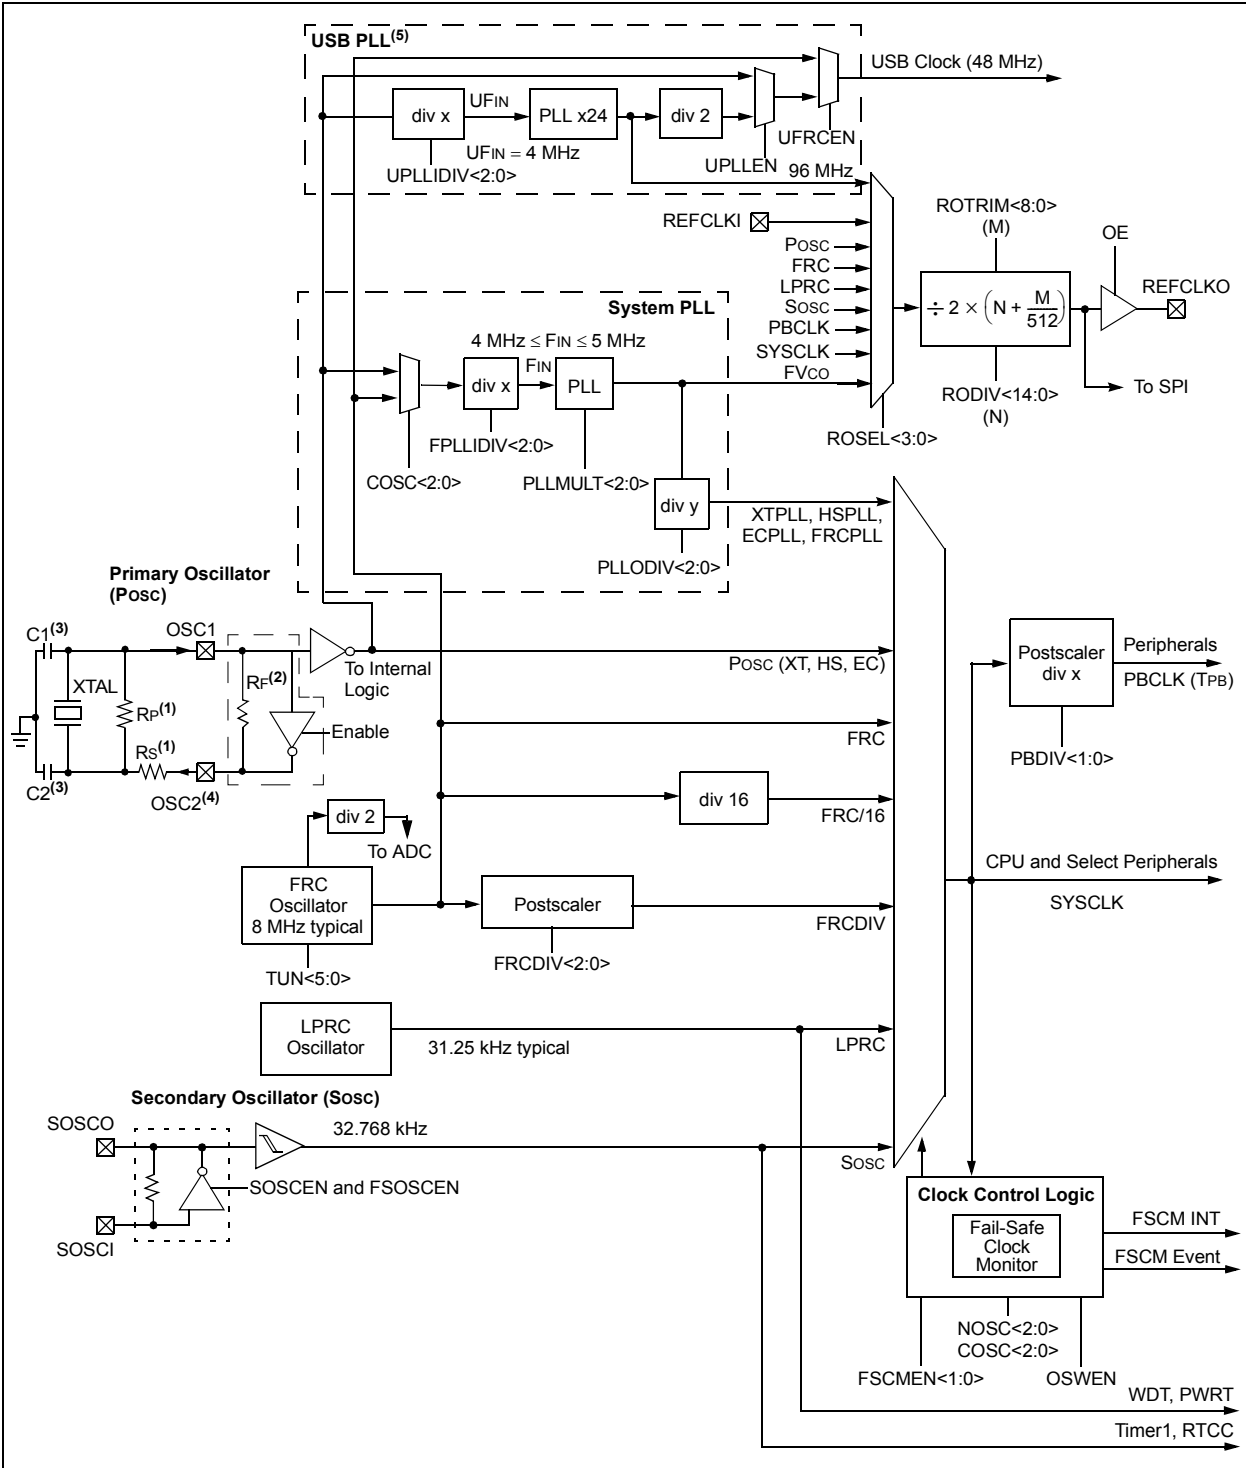 USB PLL(5)
USB Clock (48 MHz)
UFIN
div x
PLL x24
div 2
UFRCEN
UFIN = 4 MHz
UPLLEN
UPLLIDIV<2:0>
96 MHz
REFCLKI
POSC
FRC
LPRC
SOSC
PBCLK
SYSCLK
FVCO
ROTRIM<8:0>
(M)
OE
REFCLKO
÷ 2 × (N + M/512)
To SPI
RODIV<14:0>
(N)
ROSEL<3:0>
System PLL
4 MHz ≤ FIN ≤ 5 MHz
FIN
div x
PLL
FPLLIDIV<2:0>
COSC<2:0>
PLLMULT<2:0>
div y
XTPLL, HSPLL,
ECPLL, FRCPLL
PLLODIV<2:0>
Primary Oscillator
(POSC)
C1(3)
OSC1
To Internal
Logic
POSC (XT, HS, EC)
XTAL
RF(2)
RP(1)
Enable
RS(1)
C2(3)
OSC2(4)
FRC
Postscaler
div x
Peripherals
PBCLK (TPB)
PBDIV<1:0>
div 16
FRC/16
div 2
To ADC
FRC
Oscillator
8 MHz typical
TUN<5:0>
Postscaler
FRCDIV
FRCDIV<2:0>
CPU and Select Peripherals
SYSCLK
LPRC
Oscillator
31.25 kHz typical
LPRC
Secondary Oscillator (SOSC)
SOSCO
32.768 kHz
SOSC
SOSCEN and FSOSCEN
SOSCI
Clock Control Logic
Fail-Safe
Clock
Monitor
FSCM INT
FSCM Event
NOSC<2:0>
COSC<2:0>
FSCMEN<1:0>
OSWEN
WDT, PWRT
Timer1, RTCC